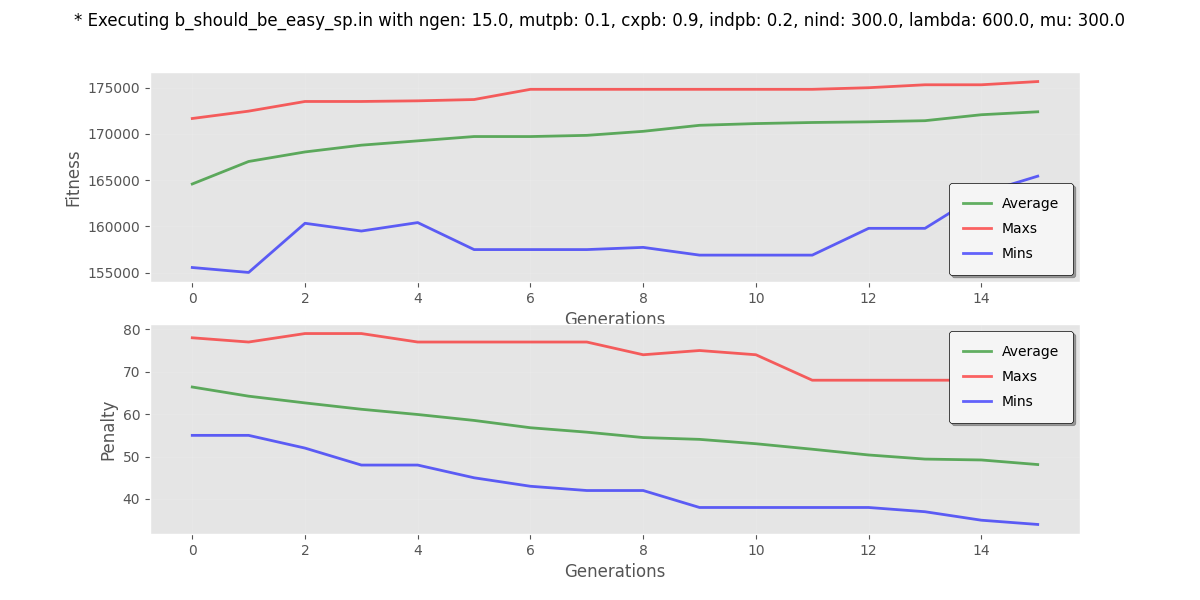 * Executing b_should_be_easy_sp.in with ngen: 15.0, mutpb: 0.1, cxpb: 0.9, indpb: 0.2, nind: 300.0, lambda: 600.0, mu: 300.0
175000
170000
165000
160000
155000
Fitness
Average
Maxs
Mins
0 2 4 6 8 10 12 14
Generations
80
70
60
50
40
Penalty
Average
Maxs
Mins
0 2 4 6 8 10 12 14
Generations